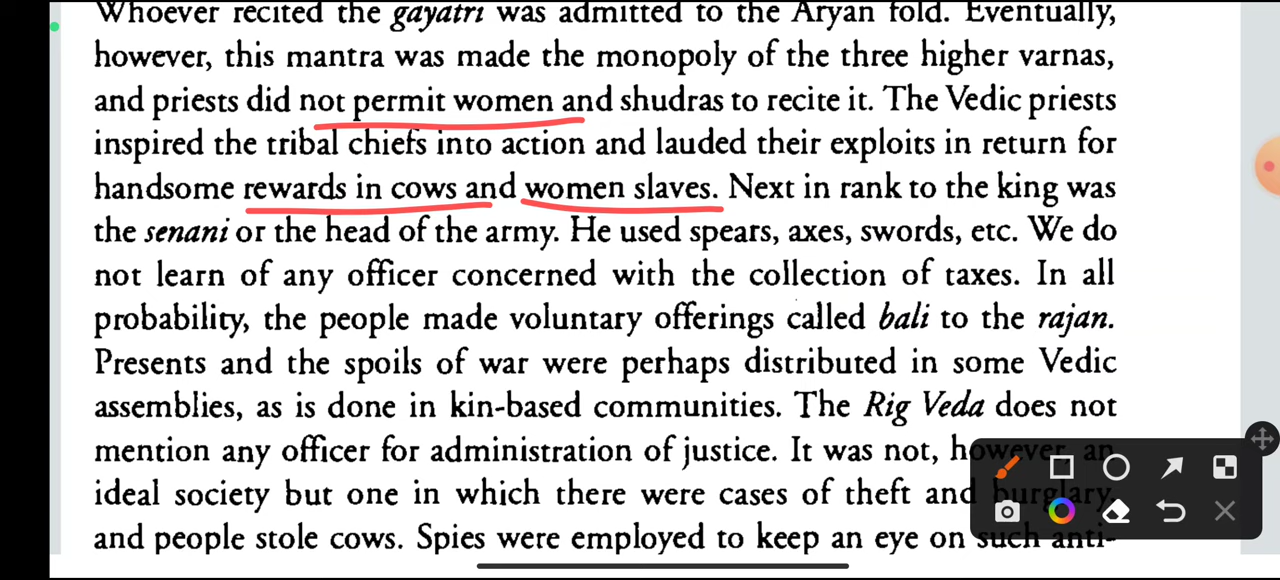 Whoever recited the gayatri was admitted to the Aryan fold. Eventually,
however, this mantra was made the monopoly of the three higher varnas,
and priests did not permit women and shudras to recite it. The Vedic priests
inspired the tribal chiefs into action and lauded their exploits in return for
handsome rewards in cows and women slaves. Next in rank to the king was
the senani or the head of the army. He used spears, axes, swords, etc. We do
not learn of any officer concerned with the collection of taxes. In all
probability, the people made voluntary offerings called bali to the rajan.
Presents and the spoils of war were perhaps distributed in some Vedic
assemblies, as is done in kin-based communities. The Rig Veda does not
mention any officer for administration of justice. It was not, however, an
ideal society but one in which there were cases of theft and burglary,
and people stole cows. Spies were employed to keep an eye on such anti-